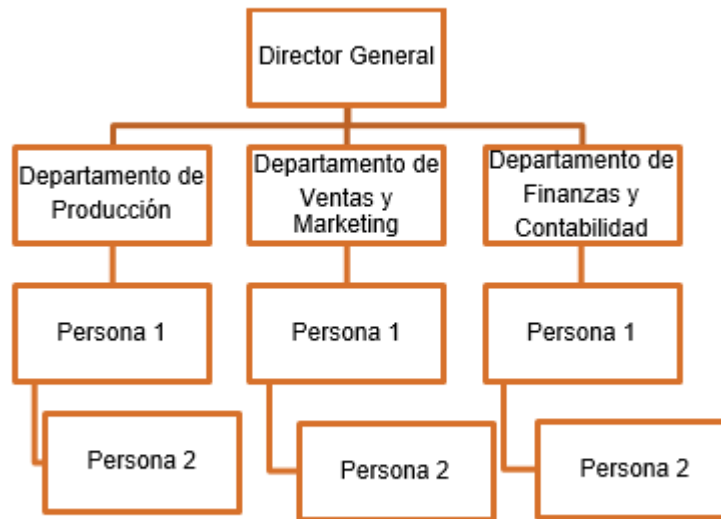 Director General
Departamento de
Producción
Departamento de
Ventas y
Marketing
Departamento de
Finanzas y
Contabilidad
Persona 1
Persona 1
Persona 1
Persona 2
Persona 2
Persona 2